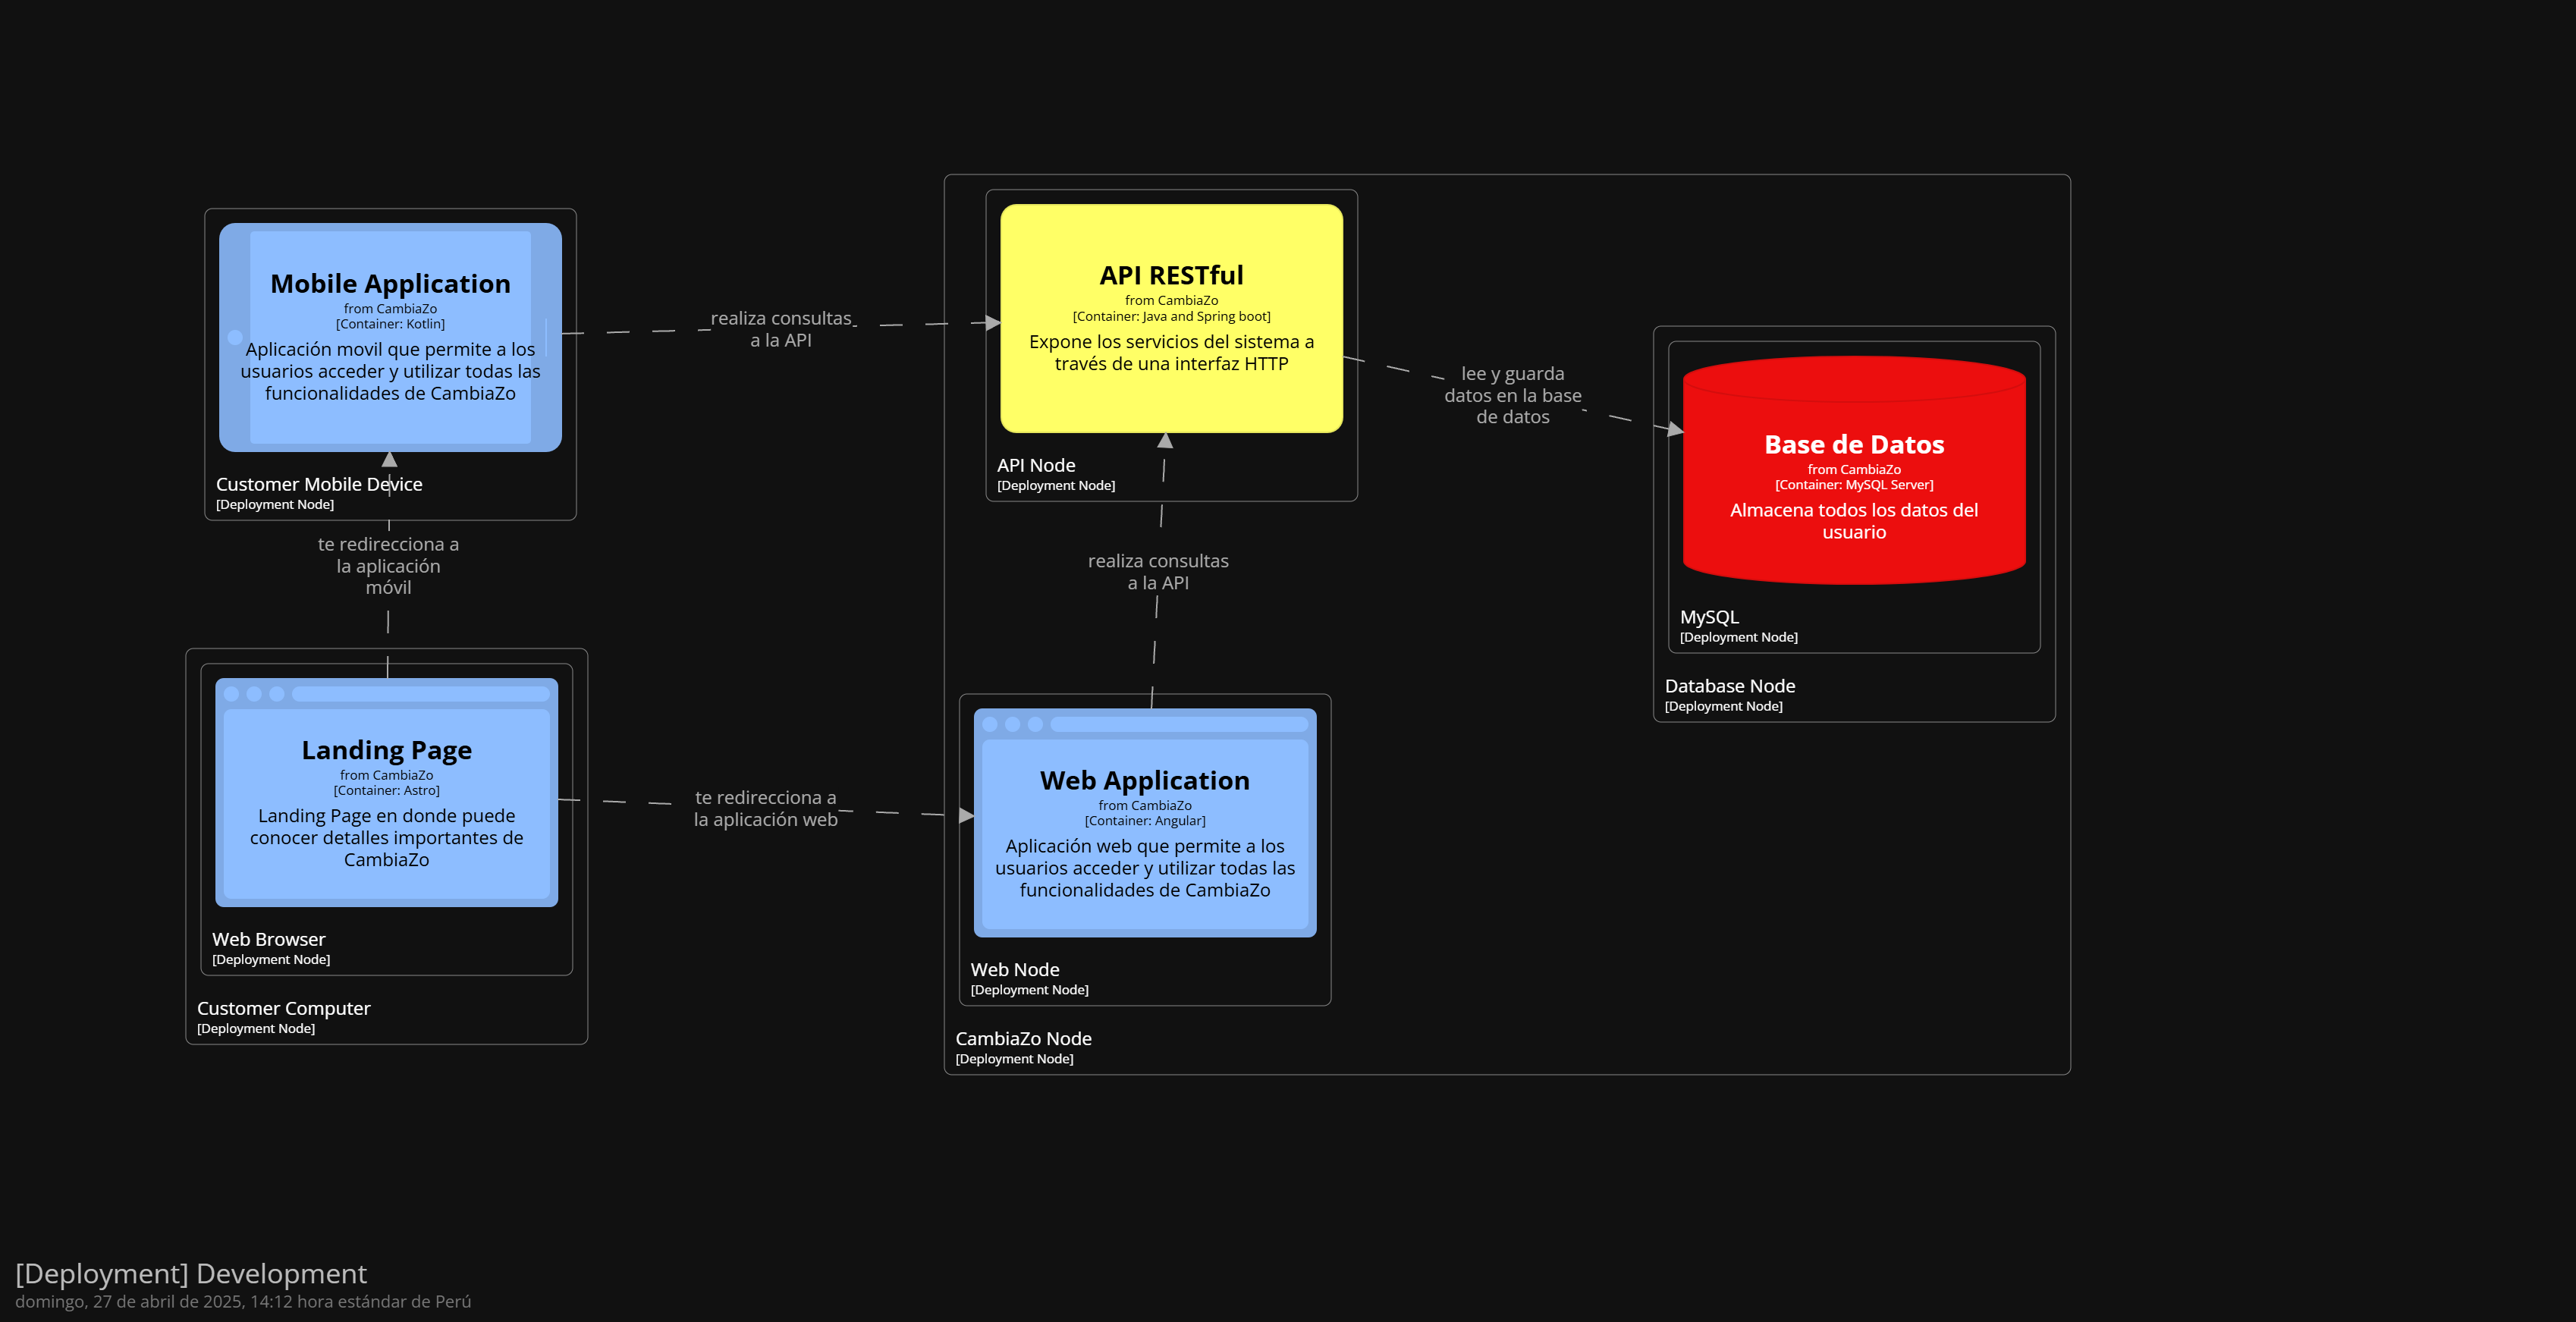 Mobile Application
from CambiaZo
[Container: Kotlin]
Aplicación movil que permite a los
usuarios acceder y utilizar todas las
funcionalidades de CambiaZo
Customer Mobile Device
[Deployment Node]
realiza consultas
a la API
API RESTful
from CambiaZo
[Container: Java and Spring boot]
Expone los servicios del sistema a
través de una interfaz HTTP
API Node
[Deployment Node]
lee y guarda
datos en la base
de datos
Base de Datos
from CambiaZo
[Container: MySQL Server]
Almacena todos los datos del
usuario
MySQL
[Deployment Node]
Database Node
[Deployment Node]
te redirecciona a
la aplicación
móvil
realiza consultas
a la API
Landing Page
from CambiaZo
[Container: Astro]
Landing Page en donde puede
conocer detalles importantes de
CambiaZo
Web Browser
[Deployment Node]
Customer Computer
[Deployment Node]
te redirecciona a
la aplicación web
Web Application
from CambiaZo
[Container: Angular]
Aplicación web que permite a los
usuarios acceder y utilizar todas las
funcionalidades de CambiaZo
Web Node
[Deployment Node]
CambiaZo Node
[Deployment Node]
[Deployment] Development
domingo, 27 de abril de 2025, 14:12 hora estándar de Perú